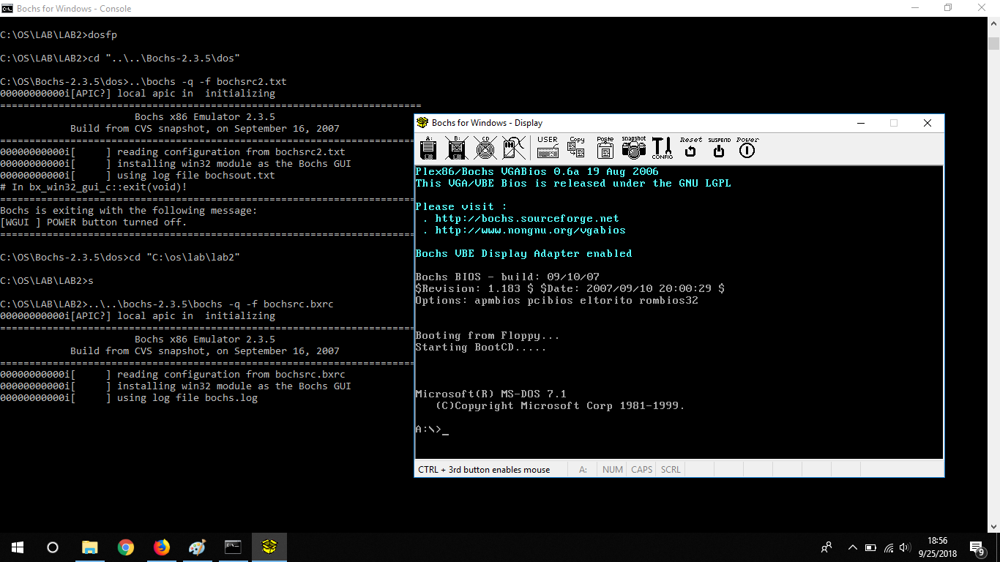 Bochs for Windows - Console
C:\OS\LAB\LAB2>dosfp
C:\OS\LAB\LAB2>cd "..\..\Bochs-2.3.5\dos"
C:\OS\Bochs-2.3.5\dos>..\bochs -q -f bochsrc2.txt
00000000000i[APIC?] local apic in  initializing
========================================================================
Bochs x86 Emulator 2.3.5
Build from CVS snapshot, on September 16, 2007
========================================================================
00000000000i[     ] reading configuration from bochsrc2.txt
00000000000i[     ] installing win32 module as the Bochs GUI
00000000000i[     ] using log file bochsout.txt
# In bx_win32_gui_c::exit(void)!
========================================================================
Bochs is exiting with the following message:
[WGUI ] POWER button turned off.
========================================================================
C:\OS\Bochs-2.3.5\dos>cd "C:\os\lab\lab2"
C:\OS\LAB\LAB2>s
C:\OS\LAB\LAB2>..\..\bochs-2.3.5\bochs -q -f bochsrc.bxrc
00000000000i[APIC?] local apic in  initializing
========================================================================
Bochs x86 Emulator 2.3.5
Build from CVS snapshot, on September 16, 2007
========================================================================
00000000000i[     ] reading configuration from bochsrc.bxrc
00000000000i[     ] installing win32 module as the Bochs GUI
00000000000i[     ] using log file bochs.log
Bochs for Windows - Display
A: B: CD USER Copy Paste snapshot CONFIG Reset SUSPEND Power
Plex86/Bochs VGABios 0.6a 19 Aug 2006
This VGA/VBE Bios is released under the GNU LGPL
Please visit :
. http://bochs.sourceforge.net
. http://www.nongnu.org/vgabios
Bochs VBE Display Adapter enabled
Bochs BIOS - build: 09/10/07
$Revision: 1.183 $ $Date: 2007/09/10 20:00:29 $
Options: apmbios pcibios eltorito rombios32
Booting from Floppy...
Starting BootCD.....
Microsoft(R) MS-DOS 7.1
(C)Copyright Microsoft Corp 1981-1999.
A:\>_
CTRL + 3rd button enables mouse A: NUM CAPS SCRL
18:56
9/25/2018
9